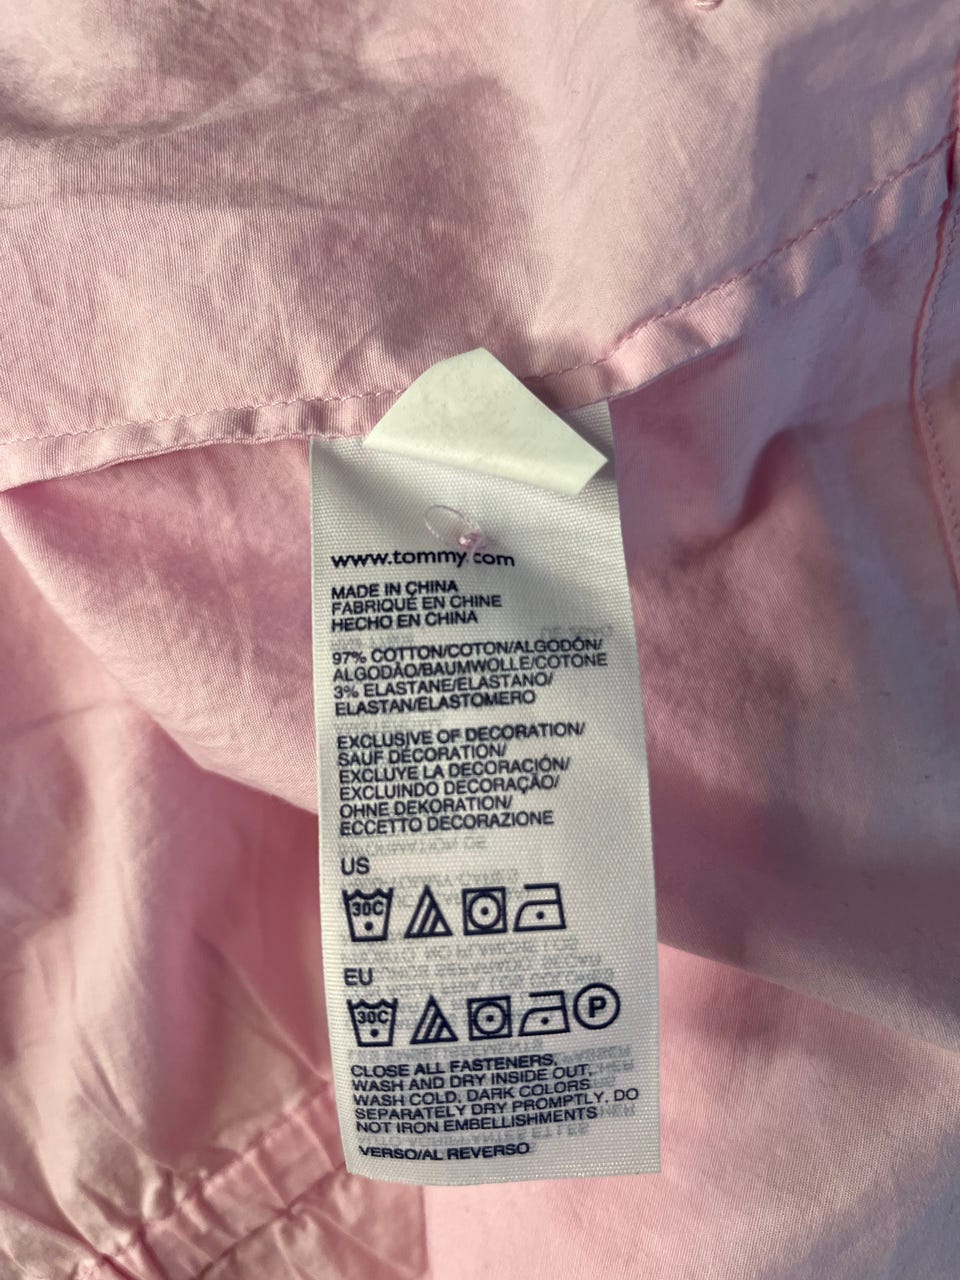 www.tommy.com
MADE IN CHINA
FABRIQUÉ EN CHINE
HECHO EN CHINA
97% COTTON/COTON/ALGODÓN/
ALGODÃO/BAUMWOLLE/COTONE
3% ELASTANE/ELASTANO/
ELASTAN/ELASTOMERO
EXCLUSIVE OF DECORATION/
SAUF DÉCORATION/
EXCLUYE LA DECORACIÓN/
EXCLUINDO DECORAÇÃO/
OHNE DEKORATION/
ECCETTO DECORAZIONE
US
30C
EU
30C P
CLOSE ALL FASTENERS,
WASH AND DRY INSIDE OUT,
WASH COLD, DARK COLORS
SEPARATELY DRY PROMPTLY, DO
NOT IRON EMBELLISHMENTS
VERSO/AL REVERSO